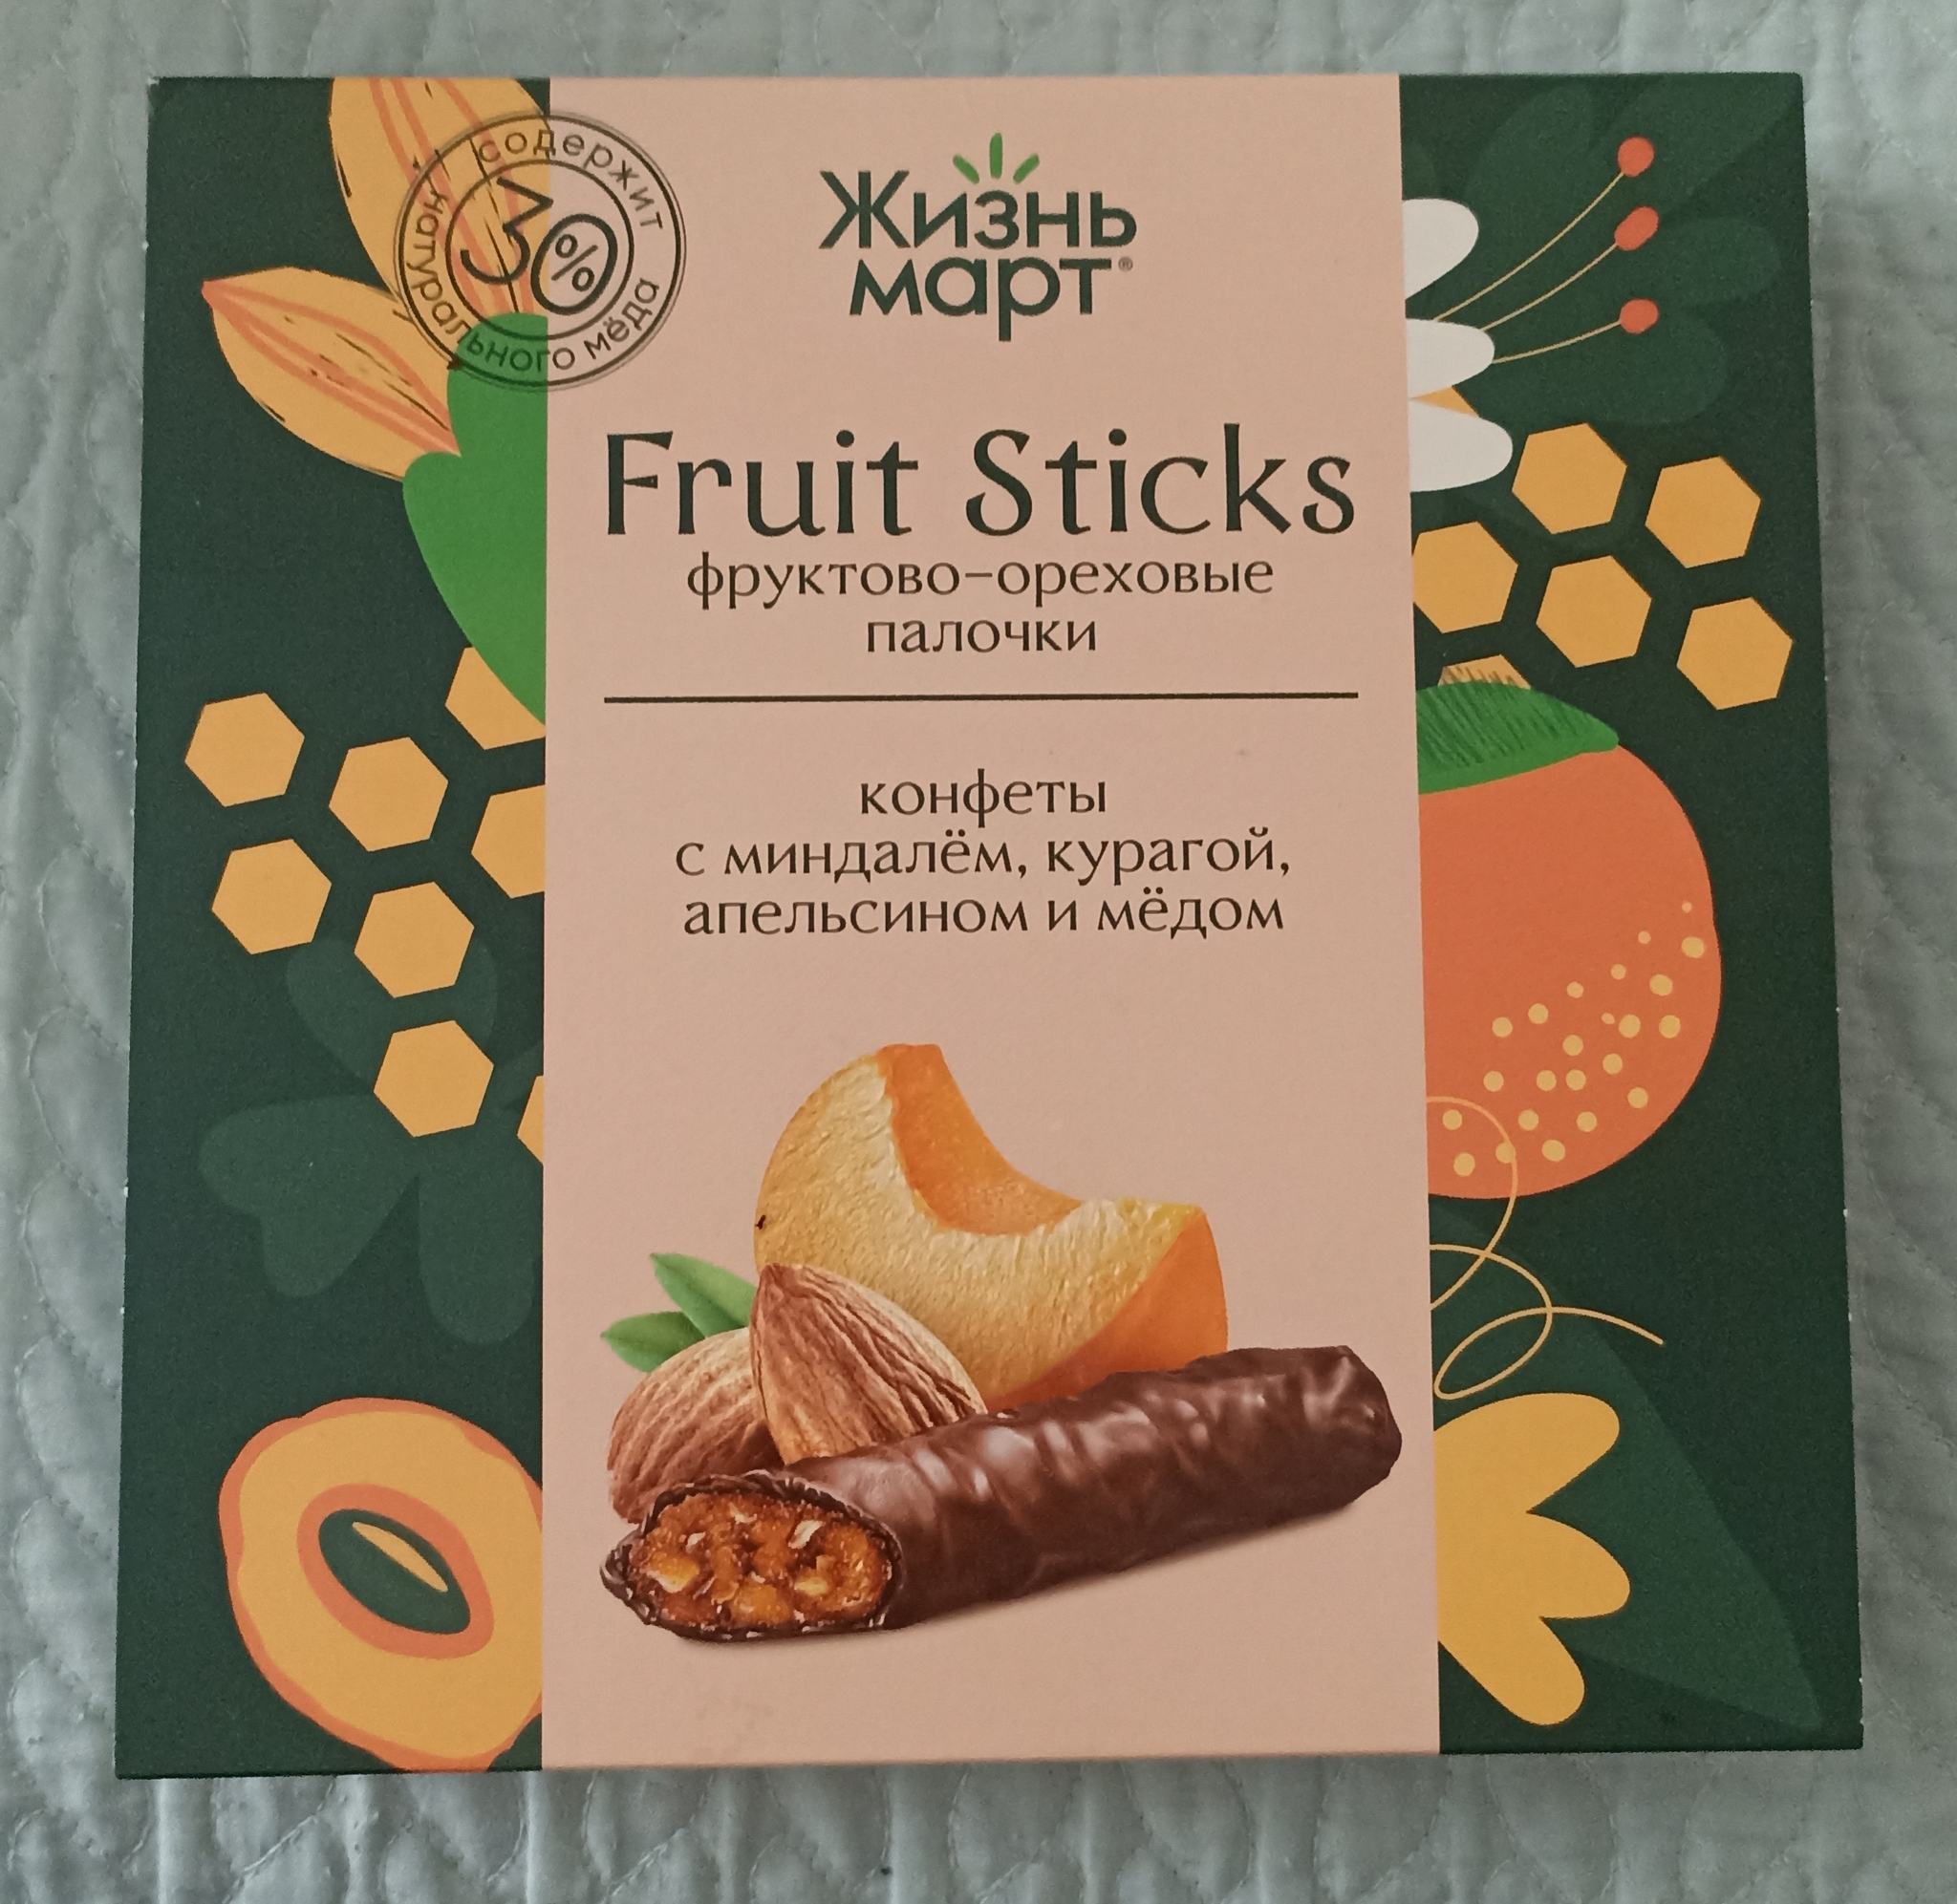 содержит
30%
натурального мёда
Жизнь
март®
Fruit Sticks
фруктово-ореховые
палочки
конфеты
с миндалём, курагой,
апельсином и мёдом